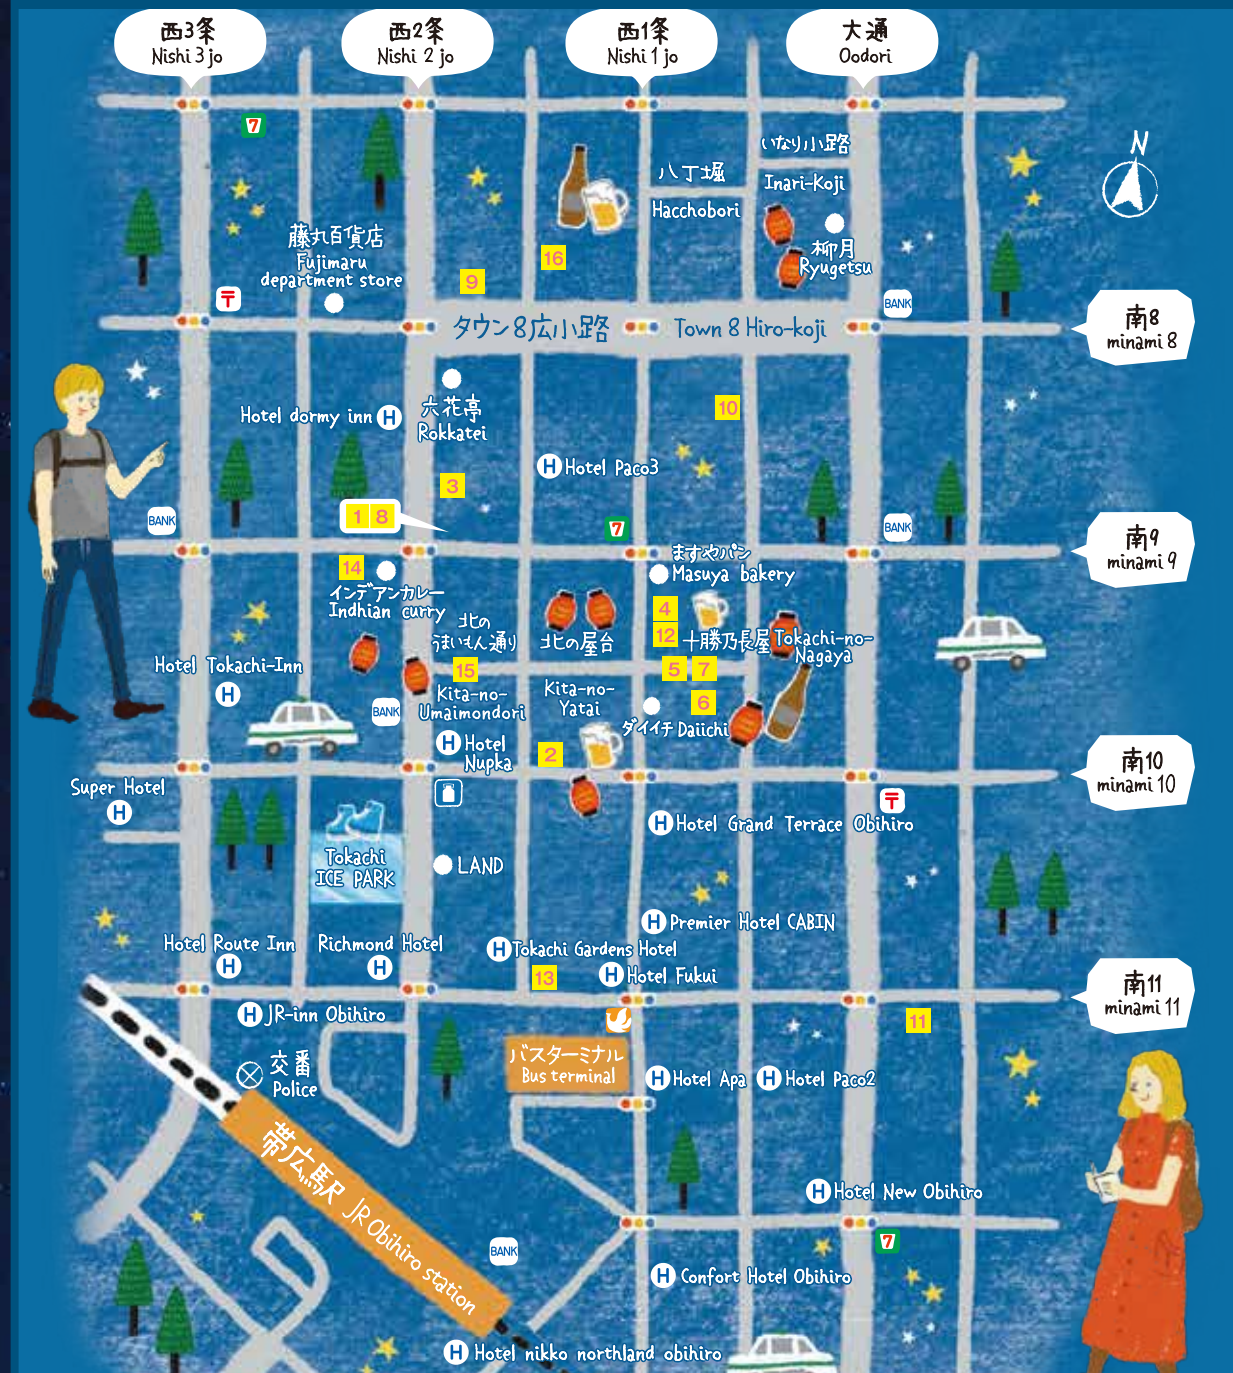 西3条
Nishi 3 jo
西2条
Nishi 2 jo
西1条
Nishi 1 jo
大通
Oodori
7
いなり小路
Inari-Koji
八丁堀
Hacchobori
N
藤丸百貨店
Fujimaru
department store
柳月
Ryugetsu
16
9
〒
BANK
タウン8広小路
Town 8 Hiro-koji
南8
minami 8
六花亭
Rokkatei
Hotel dormy inn H
10
H Hotel Paco3
3
BANK
1 8
7
BANK
南9
minami 9
ますやパン
Masuya bakery
14
インデアンカレー
Indhian curry
北の
うまいもん通り
北の屋台
4
12
十勝乃長屋
Tokachi-no-
Nagaya
Hotel Tokachi-Inn
H
15
5 7
Kita-no-
Umaimondori
Kita-no-
Yatai
6
BANK
ダイイチ Daiichi
H Hotel
Nupka
2
南10
minami 10
Super Hotel
H
〒
H Hotel Grand Terrace Obihiro
Tokachi
ICE PARK
LAND
H Premier Hotel CABIN
Hotel Route Inn
H
Richmond Hotel
H
H Tokachi Gardens Hotel
13
H Hotel Fukui
南11
minami 11
H JR-inn Obihiro
11
交番
Police
バスターミナル
Bus terminal
H Hotel Apa
H Hotel Paco2
帯広駅 JR Obihiro station
H Hotel New Obihiro
7
BANK
H Confort Hotel Obihiro
H Hotel nikko northland obihiro